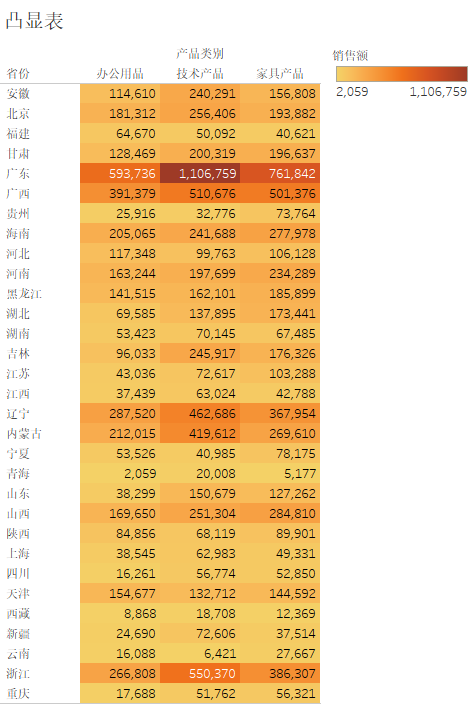 凸显表
产品类别
省份 办公用品 技术产品 家具产品
安徽 114,610 240,291 156,808
北京 181,312 256,406 193,882
福建 64,670 50,092 40,621
甘肃 128,469 200,319 196,637
广东 593,736 1,106,759 761,842
广西 391,379 510,676 501,376
贵州 25,916 32,776 73,764
海南 205,065 241,688 277,978
河北 117,348 99,763 106,128
河南 163,244 197,699 234,289
黑龙江 141,515 162,101 185,899
湖北 69,585 137,895 173,441
湖南 53,423 70,145 67,485
吉林 96,033 245,917 176,326
江苏 43,036 72,617 103,288
江西 37,439 63,024 42,788
辽宁 287,520 462,686 367,954
内蒙古 212,015 419,612 269,610
宁夏 53,526 40,985 78,175
青海 2,059 20,008 5,177
山东 38,299 150,679 127,262
山西 169,650 251,304 284,810
陕西 84,856 68,119 89,901
上海 38,545 62,983 49,331
四川 16,261 56,774 52,850
天津 154,677 132,712 144,592
西藏 8,868 18,708 12,369
新疆 24,690 72,606 37,514
云南 16,088 6,421 27,667
浙江 266,808 550,370 386,307
重庆 17,688 51,762 56,321
销售额
2,059 1,106,759